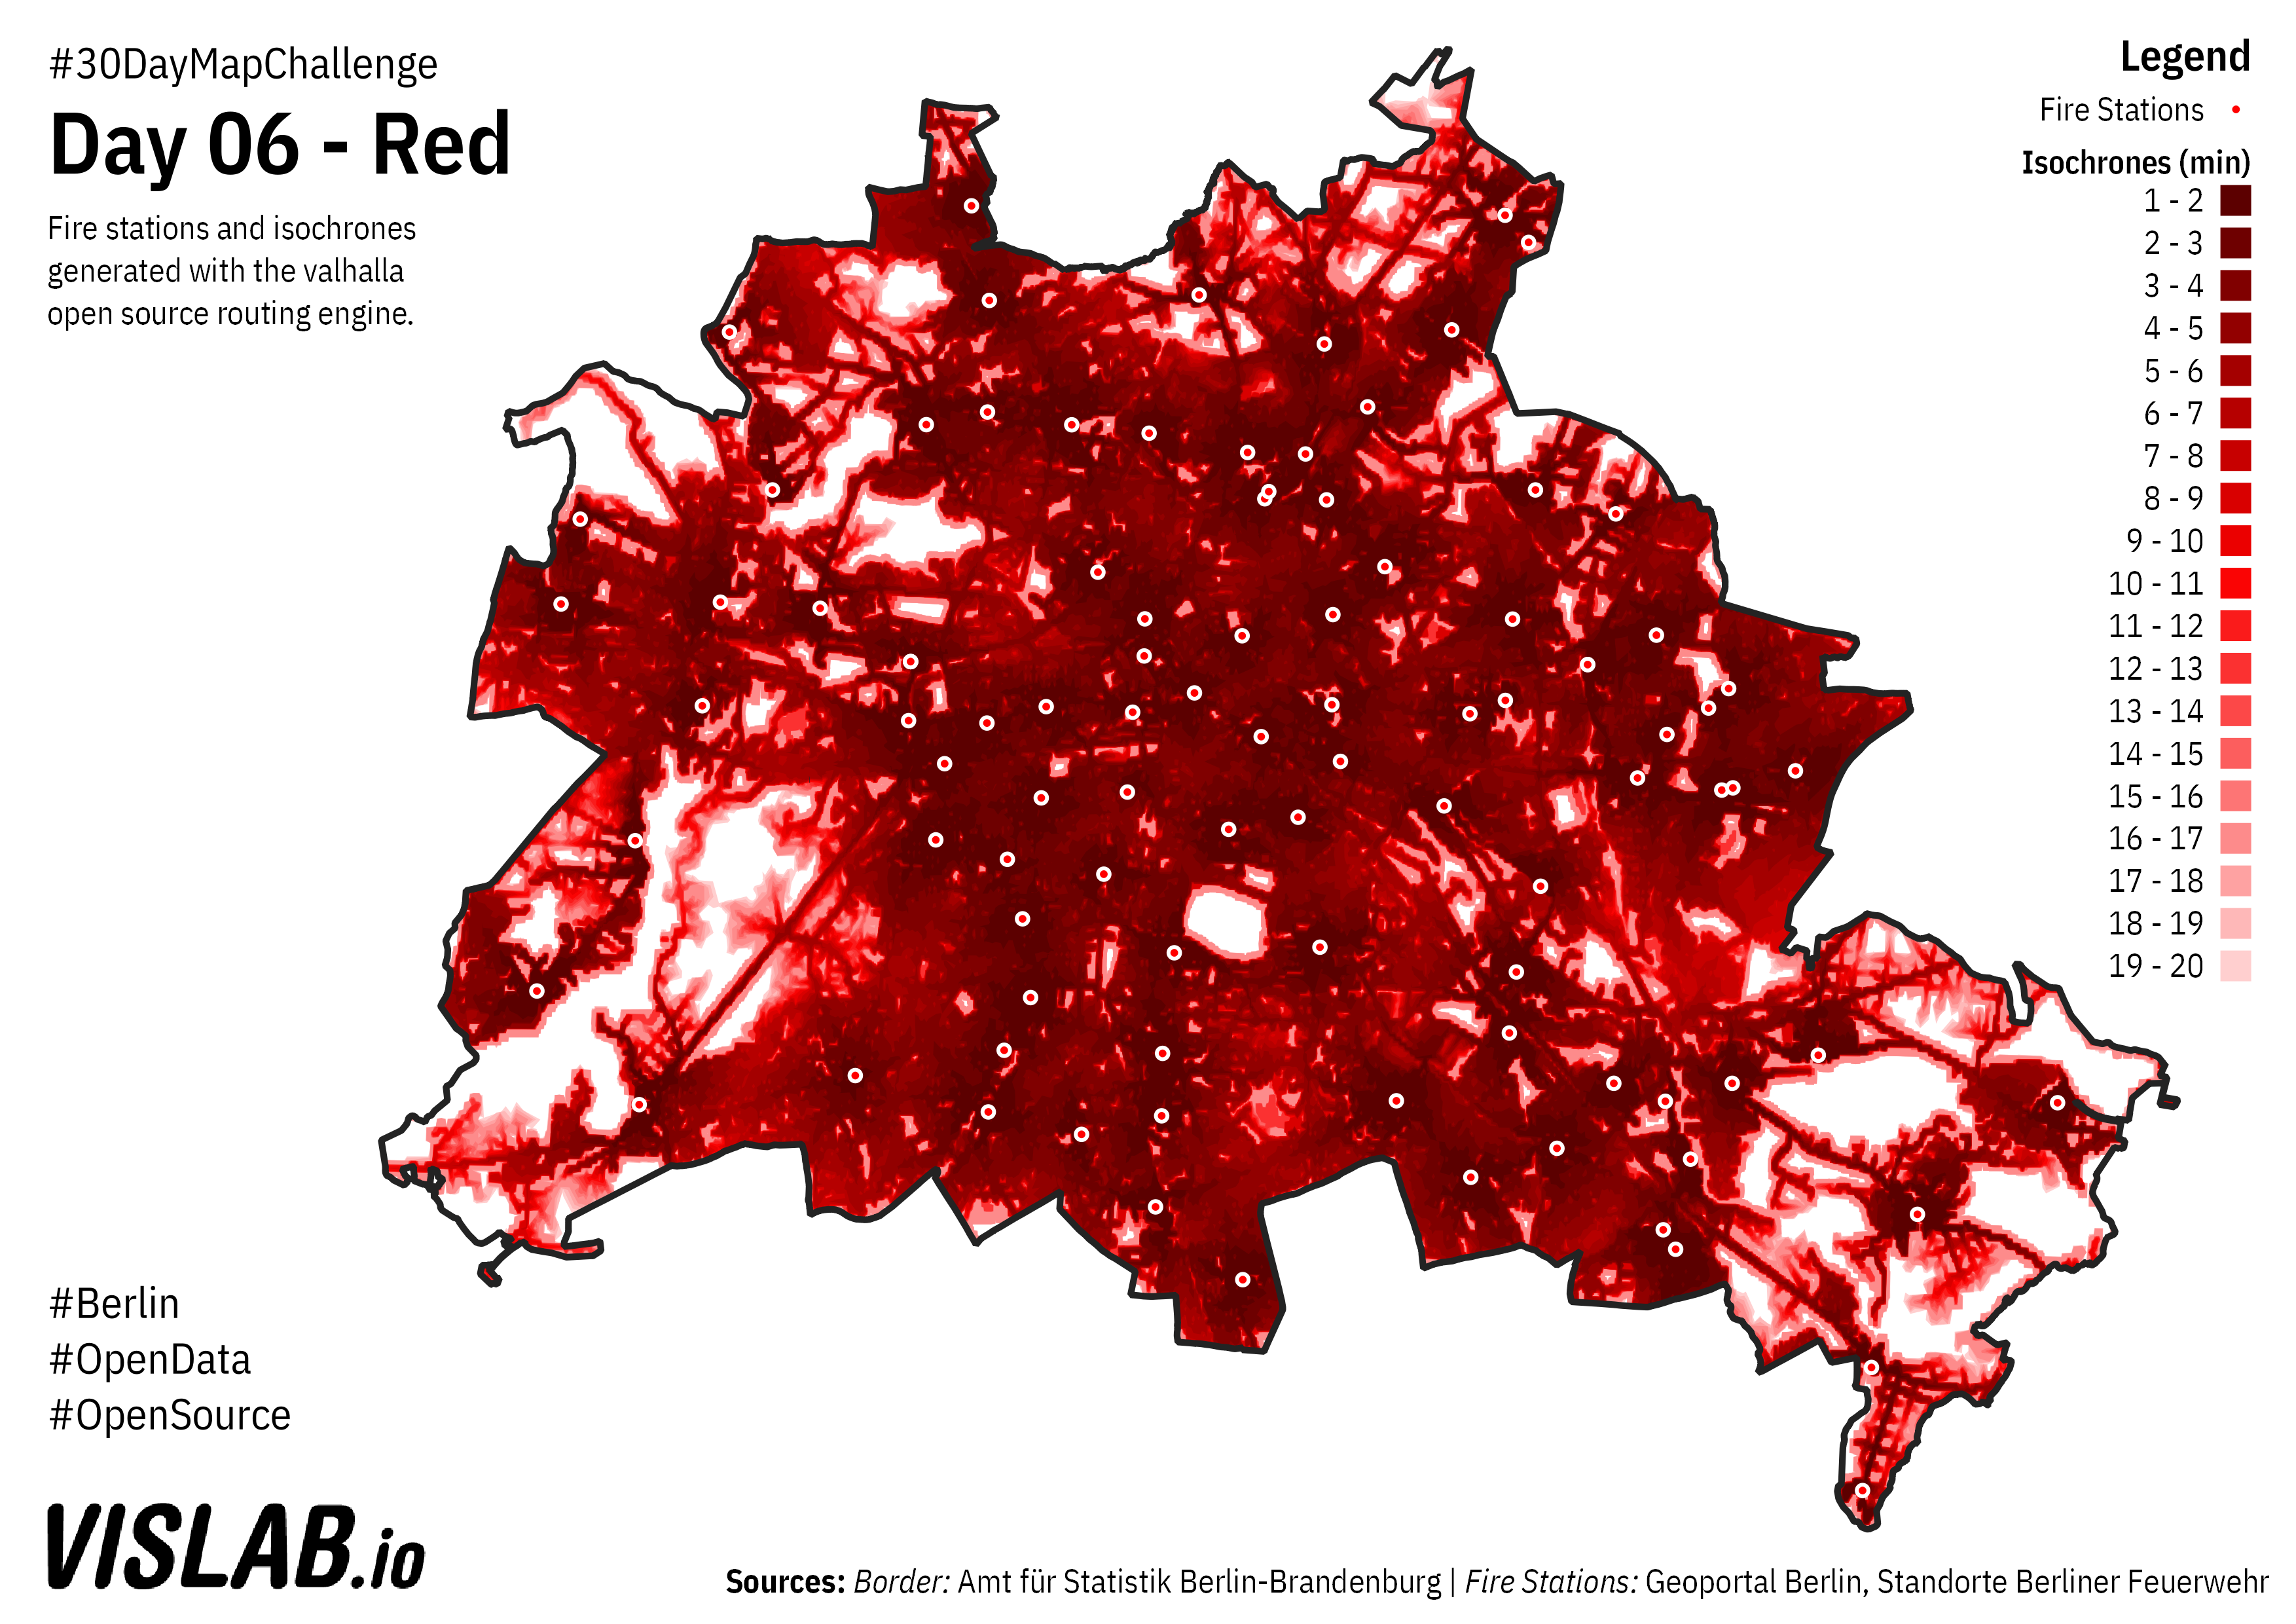 #30DayMapChallenge
Day 06 - Red
Fire stations and isochrones
generated with the valhalla
open source routing engine.
Legend
Fire Stations
Isochrones (min)
1 - 2
2 - 3
3 - 4
4 - 5
5 - 6
6 - 7
7 - 8
8 - 9
9 - 10
10 - 11
11 - 12
12 - 13
13 - 14
14 - 15
15 - 16
16 - 17
17 - 18
18 - 19
19 - 20
#Berlin
#OpenData
#OpenSource
VISLAB.io
Sources: Border: Amt für Statistik Berlin-Brandenburg | Fire Stations: Geoportal Berlin, Standorte Berliner Feuerwehr